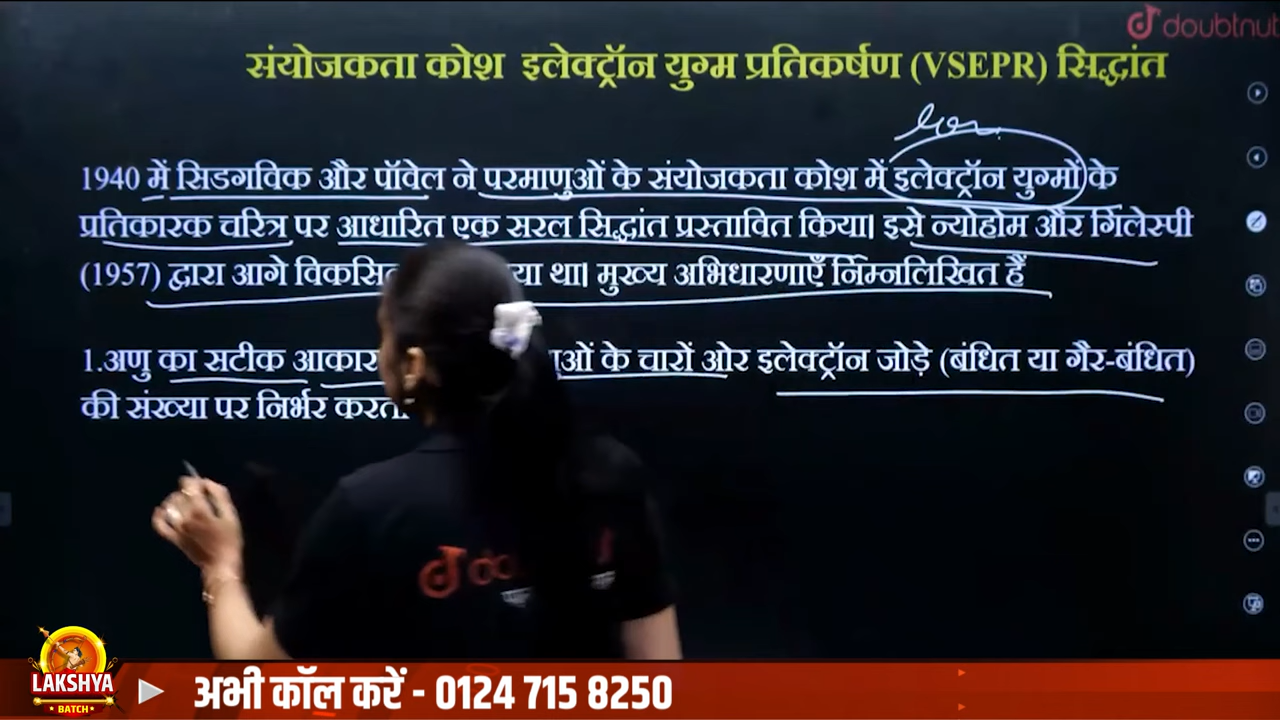 doubtnut
संयोजकता कोश इलेक्ट्रॉन युग्म प्रतिकर्षण (VSEPR) सिद्धांत
1940 में सिडगविक और पॉवेल ने परमाणुओं के संयोजकता कोश में इलेक्ट्रॉन युग्मों के
प्रतिकारक चरित्र पर आधारित एक सरल सिद्धांत प्रस्तावित किया। इसे न्योहोम और गिलेस्पी
(1957) द्वारा आगे था। मुख्य अभिधारणाएँ निम्नलिखित हैं
1.अणु का सटीक आकार के चारों ओर इलेक्ट्रॉन जोड़े (बंधित या गैर-बंधित)
की संख्या पर निर्भर
LAKSHYA
BATCH
अभी कॉल करें - 0124 715 8250